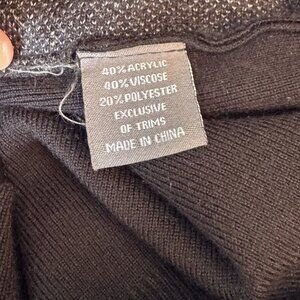 40% ACRYLIC
40% VISCOSE
20% POLYESTER
EXCLUSIVE
OF TRIMS
MADE IN CHINA